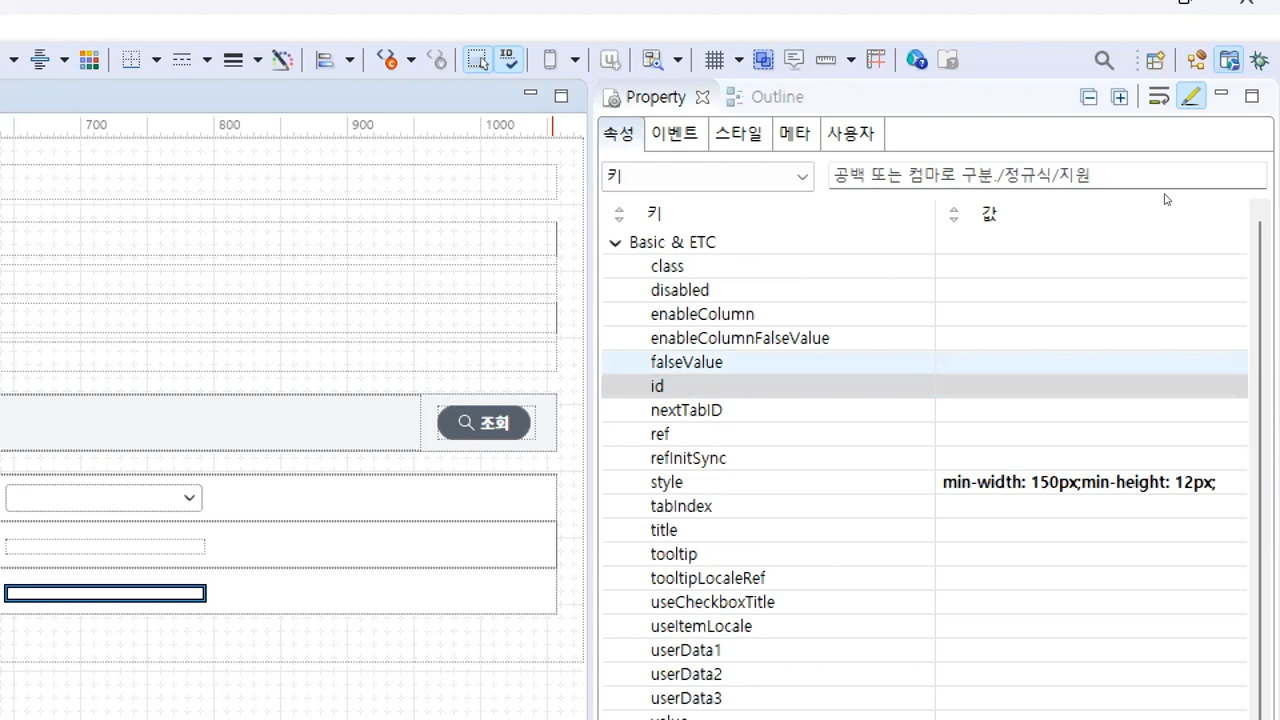 Property
Outline
700
800
900
1000
속성
이벤트
스타일
메타
사용자
키
공백 또는 컴마로 구분./정규식/지원
키
값
Basic & ETC
class
disabled
enableColumn
enableColumnFalseValue
falseValue
id
nextTabID
ref
refInitSync
style
min-width: 150px;min-height: 12px;
tabIndex
title
tooltip
tooltipLocaleRef
useCheckboxTitle
useItemLocale
userData1
userData2
userData3
조회